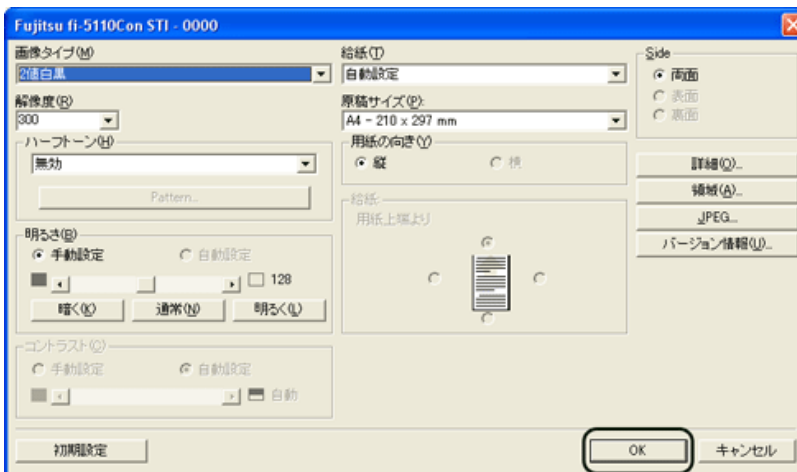 Fujitsu fi-5110Con STI - 0000
画像タイプ(M)
2値白黒
解像度(R)
300
ハーフトーン(H)
無効
Pattern...
明るさ(B)
手動設定
自動設定
128
暗く(K)
通常(N)
明るく(L)
コントラスト(C)
手動設定
自動設定
自動
初期設定
給紙(T)
自動設定
原稿サイズ(P):
A4 - 210 x 297 mm
用紙の向き(Y)
縦
横
給紙:
用紙上端より
Side
両面
表面
裏面
詳細(O)...
領域(A)...
JPEG...
バージョン情報(U)...
OK
キャンセル